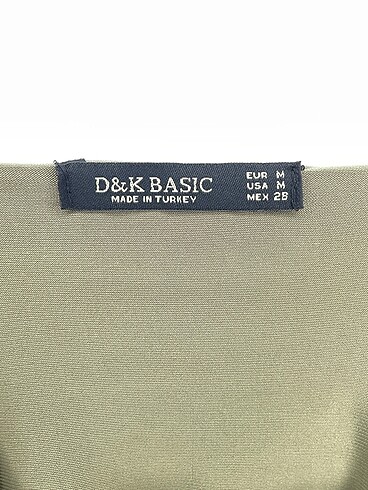 D&K BASIC
MADE IN TURKEY
EUR M
USA M
MEX 28